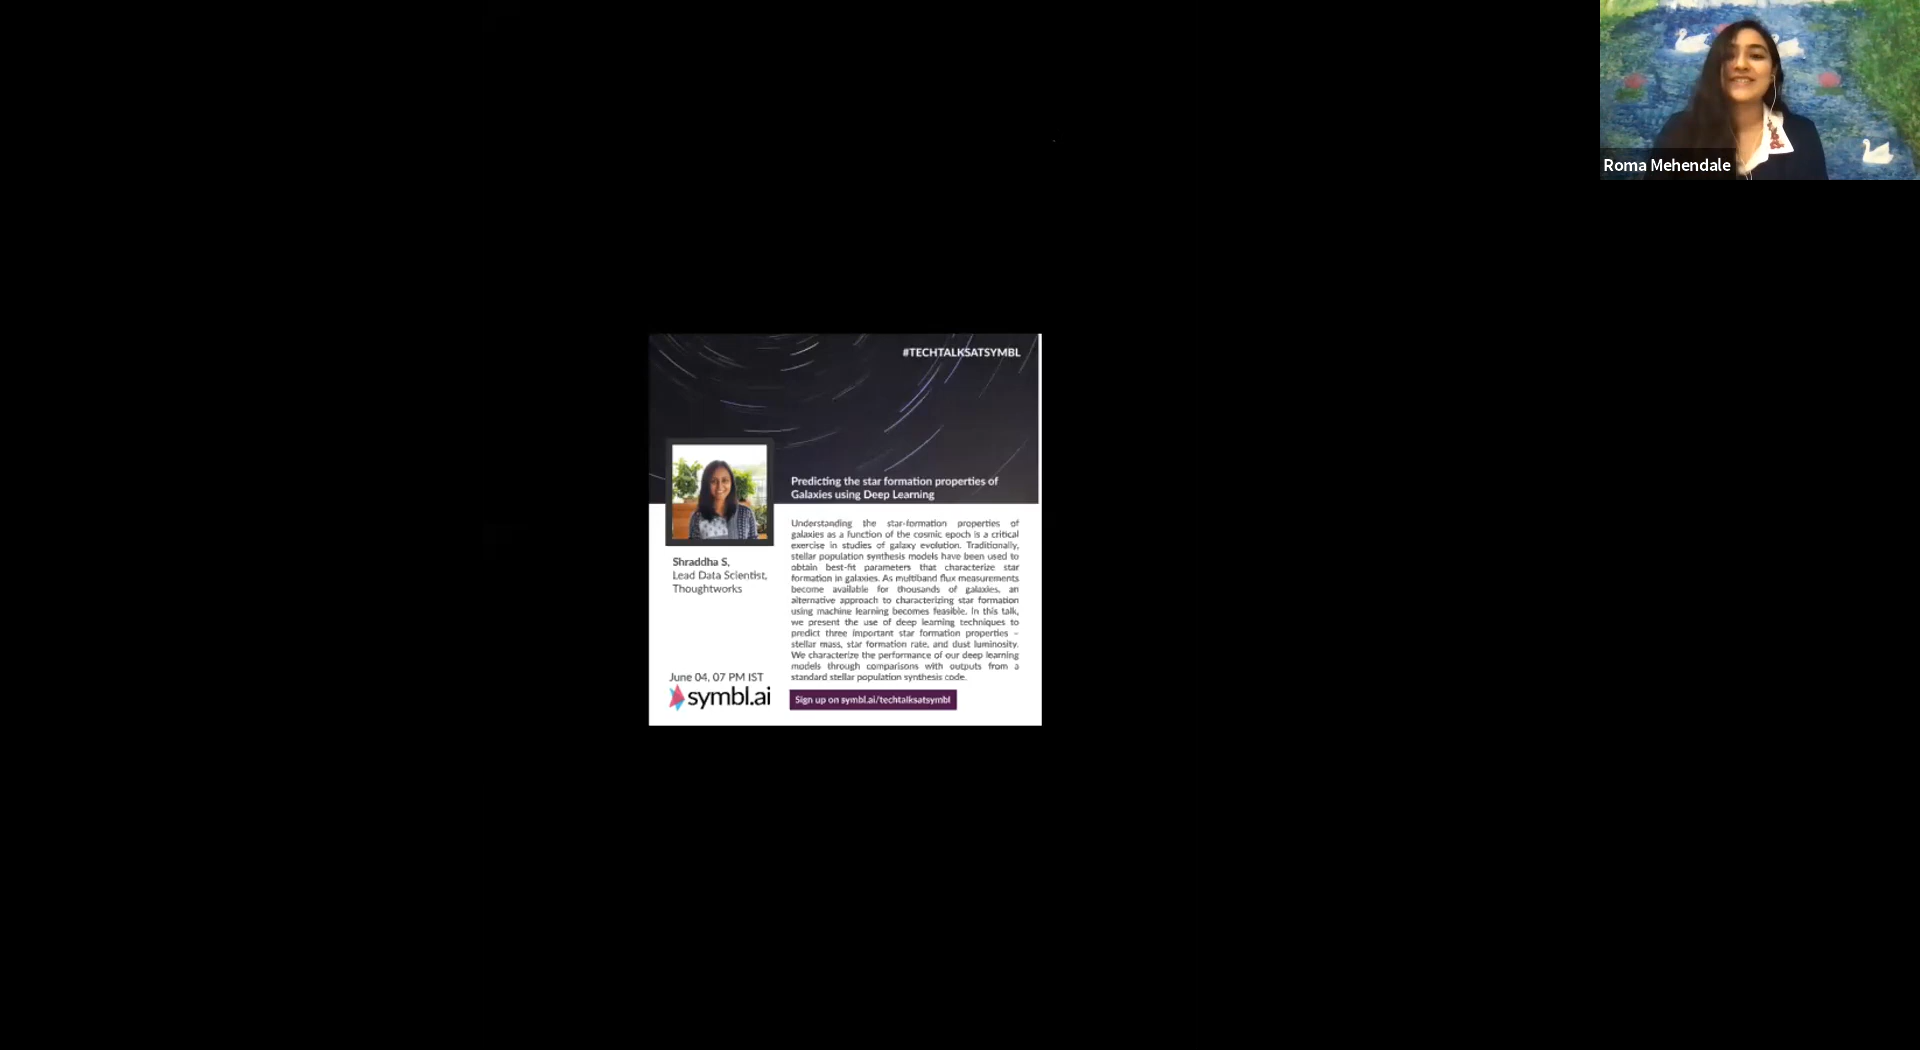 Roma Mehendale
#TECHTALKSATSYMBL
Predicting the star formation properties of
Galaxies using Deep Learning
Understanding the star-formation properties of
galaxies as a function of the cosmic epoch is a critical
exercise in studies of galaxy evolution. Traditionally,
stellar population synthesis models have been used to
obtain best-fit parameters that characterize star
formation in galaxies. As multiband flux measurements
become available for thousands of galaxies, an
alternative approach to characterizing star formation
using machine learning becomes feasible. In this talk,
we present the use of deep learning techniques to
predict three important star formation properties –
stellar mass, star formation rate, and dust luminosity.
We characterize the performance of our deep learning
models through comparisons with outputs from a
standard stellar population synthesis code.
Shraddha S,
Lead Data Scientist,
Thoughtworks
June 04, 07 PM IST
symbl.ai
Sign up on symbl.ai/techtalksatsymbl